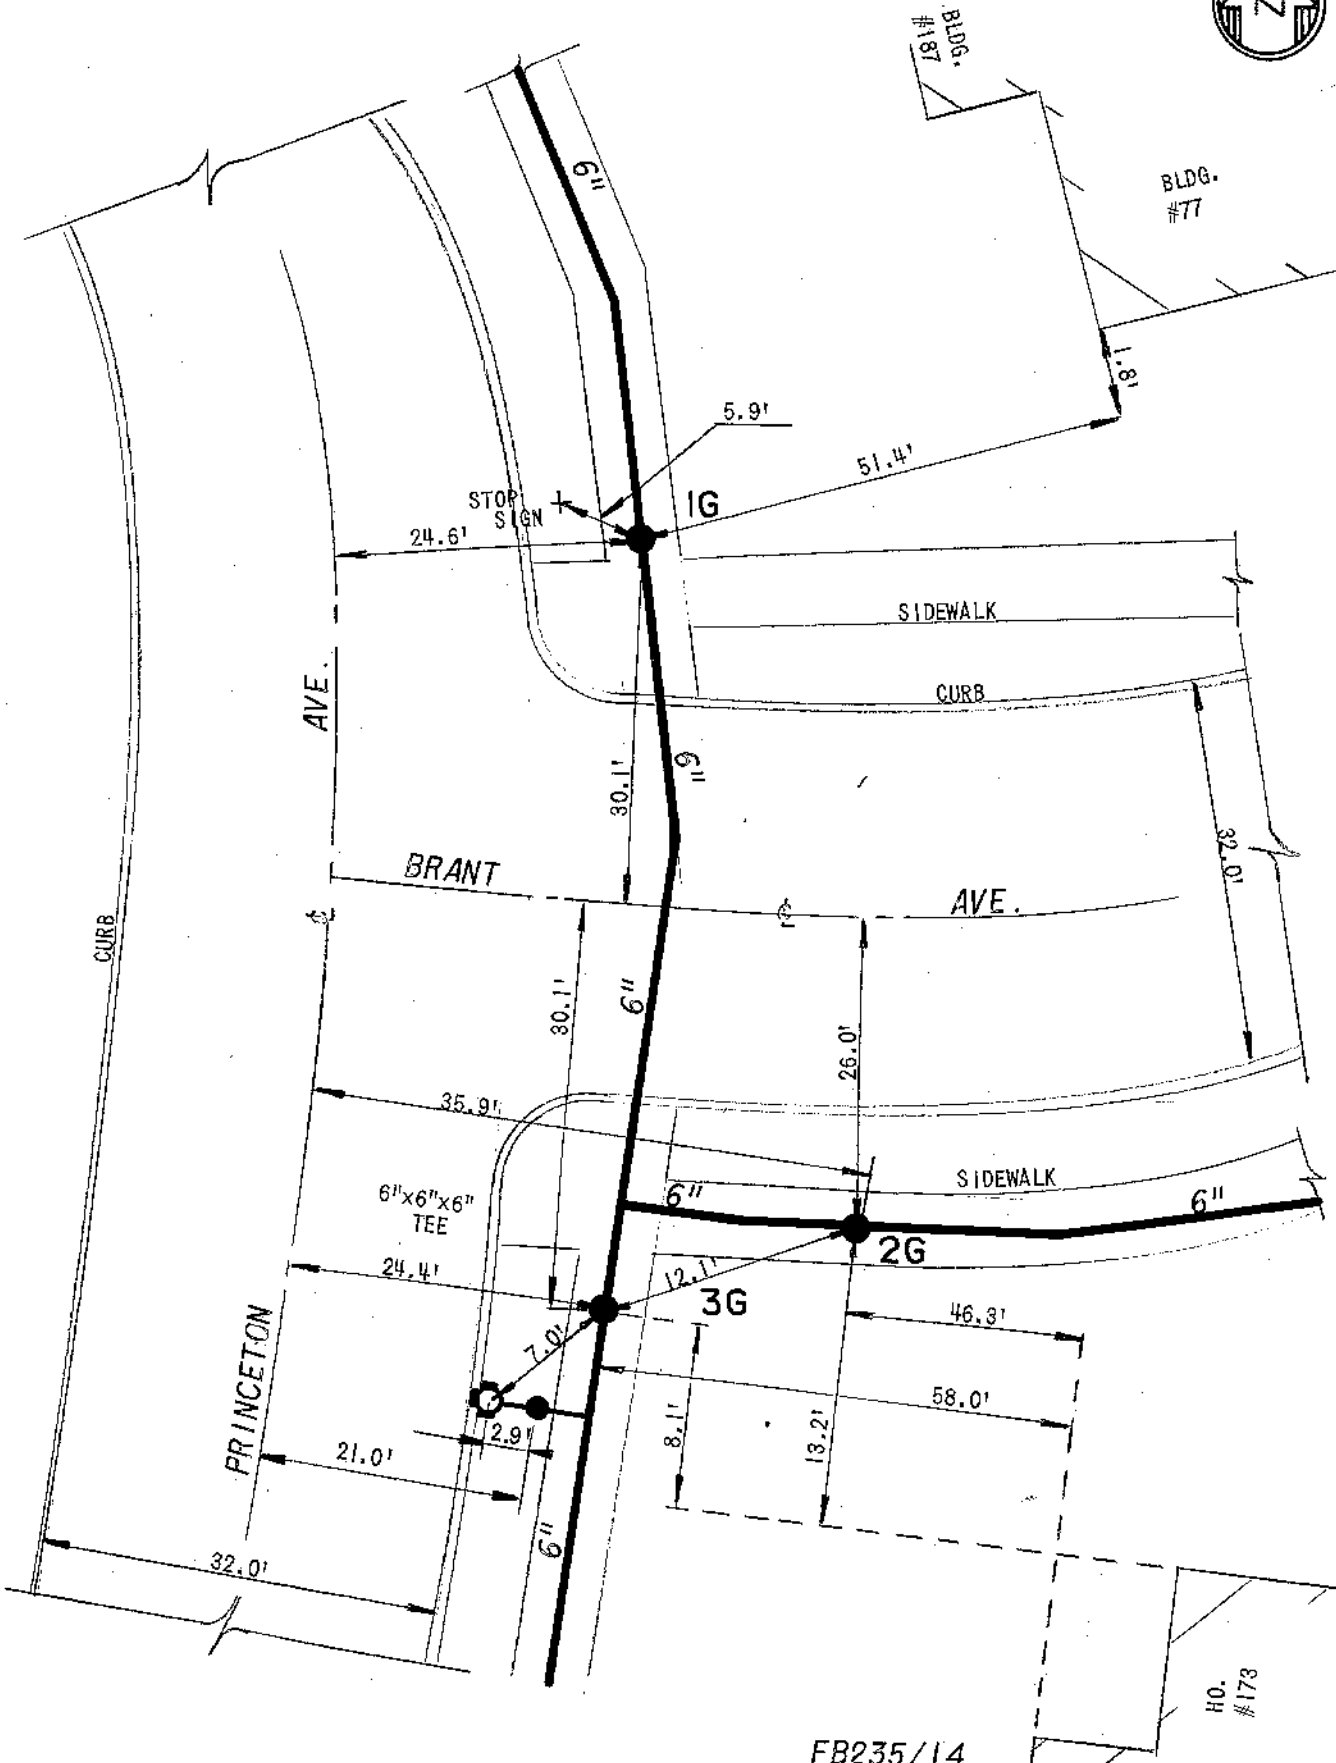 N
BLDG.
#187
BLDG.
#77
6"
1.8'
5.9'
51.4'
STOP
SIGN
1G
24.6'
SIDEWALK
AVE.
CURB
6"
30.1'
32.0'
BRANT
AVE.
CURB
6"
30.1'
26.0'
35.9'
6"x6"x6"
TEE
SIDEWALK
6"
6"
2G
24.4'
12.1'
3G
46.3'
7.0'
PRINCETON
58.0'
8.1'
13.2'
2.9'
21.0'
6"
32.0'
HO.
#173
FB235/14